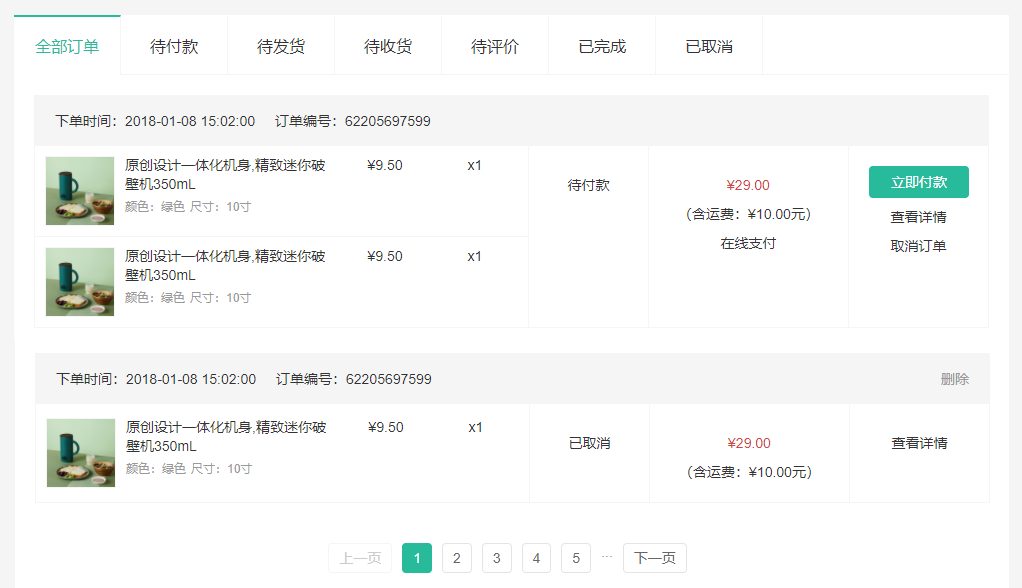 全部订单 待付款 待发货 待收货 待评价 已完成 已取消
下单时间：2018-01-08 15:02:00 订单编号：62205697599
原创设计一体化机身,精致迷你破 ¥9.50 x1
壁机350mL
颜色：绿色 尺寸：10寸
待付款
¥29.00
（含运费：¥10.00元）
在线支付
立即付款
查看详情
取消订单
原创设计一体化机身,精致迷你破 ¥9.50 x1
壁机350mL
颜色：绿色 尺寸：10寸
下单时间：2018-01-08 15:02:00 订单编号：62205697599 删除
原创设计一体化机身,精致迷你破 ¥9.50 x1
壁机350mL
颜色：绿色 尺寸：10寸
已取消
¥29.00
（含运费：¥10.00元）
查看详情
上一页 1 2 3 4 5 ··· 下一页